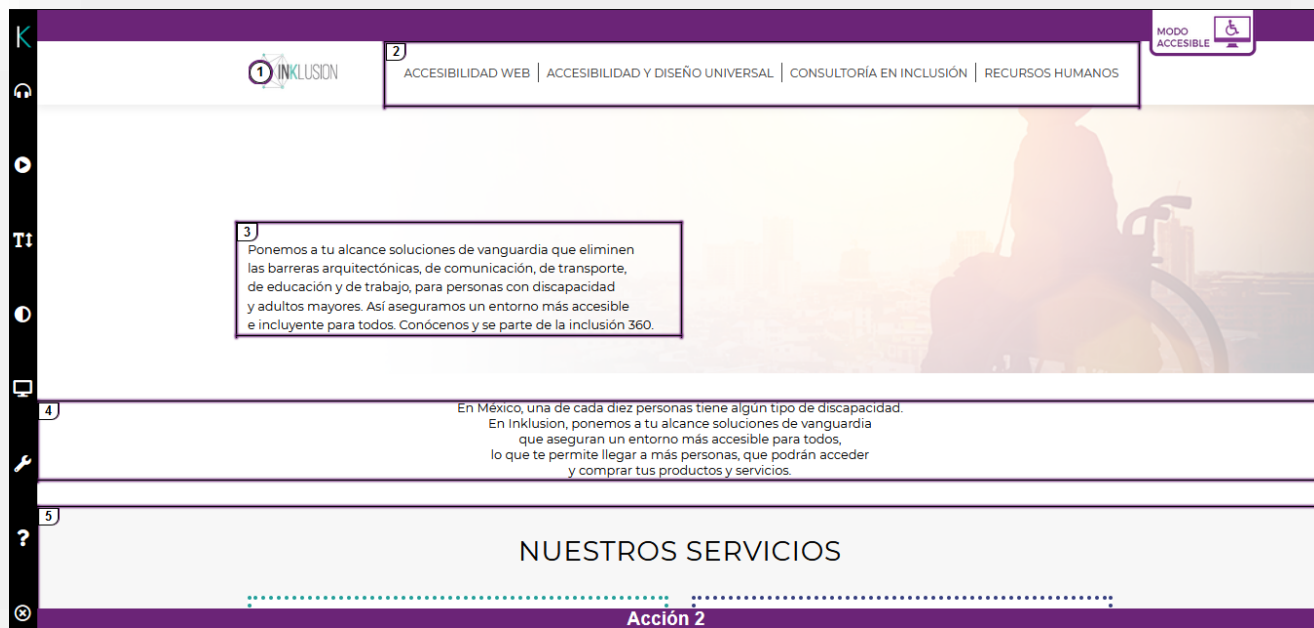 MODO
ACCESIBLE
1
INKLUSION
2
ACCESIBILIDAD WEB | ACCESIBILIDAD Y DISEÑO UNIVERSAL | CONSULTORÍA EN INCLUSIÓN | RECURSOS HUMANOS
3
Ponemos a tu alcance soluciones de vanguardia que eliminen
las barreras arquitectónicas, de comunicación, de transporte,
de educación y de trabajo, para personas con discapacidad
y adultos mayores. Así aseguramos un entorno más accesible
e incluyente para todos. Conócenos y se parte de la inclusión 360.
4
En México, una de cada diez personas tiene algún tipo de discapacidad.
En Inklusion, ponemos a tu alcance soluciones de vanguardia
que aseguran un entorno más accesible para todos,
lo que te permite llegar a más personas, que podrán acceder
y comprar tus productos y servicios.
5
NUESTROS SERVICIOS
Acción 2
K
T
?